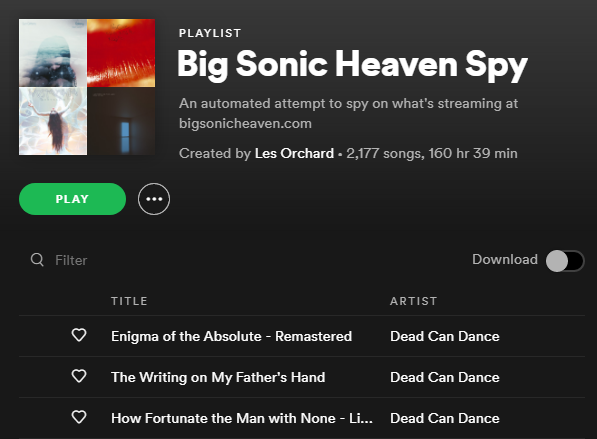 PLAYLIST
Big Sonic Heaven Spy
An automated attempt to spy on what's streaming at
bigsonicheaven.com
Created by Les Orchard • 2,177 songs, 160 hr 39 min
PLAY
Filter
Download
TITLE ARTIST
Enigma of the Absolute - Remastered Dead Can Dance
The Writing on My Father's Hand Dead Can Dance
How Fortunate the Man with None - Li... Dead Can Dance